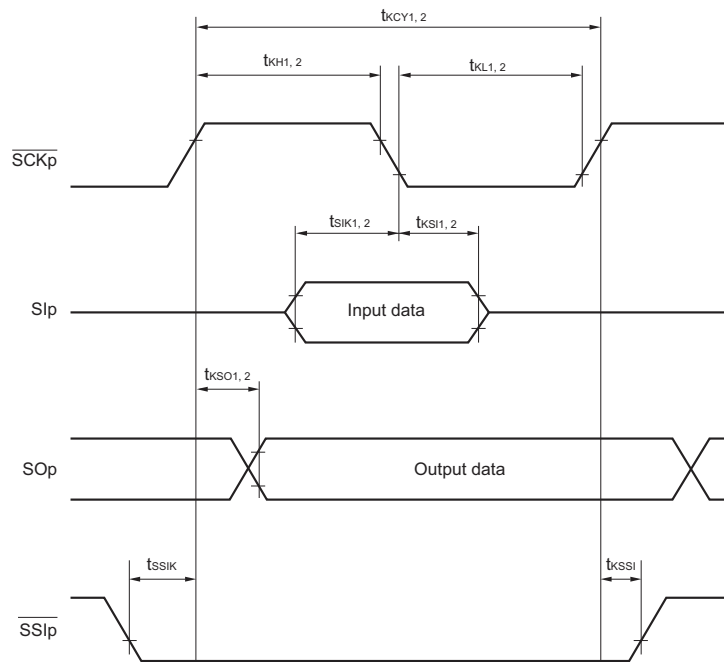 tKCY1, 2
tKH1, 2
tKL1, 2
SCKp
tSIK1, 2
tKSI1, 2
SIp
Input data
tKSO1, 2
SOp
Output data
tSSIK
tKSSI
SSIp